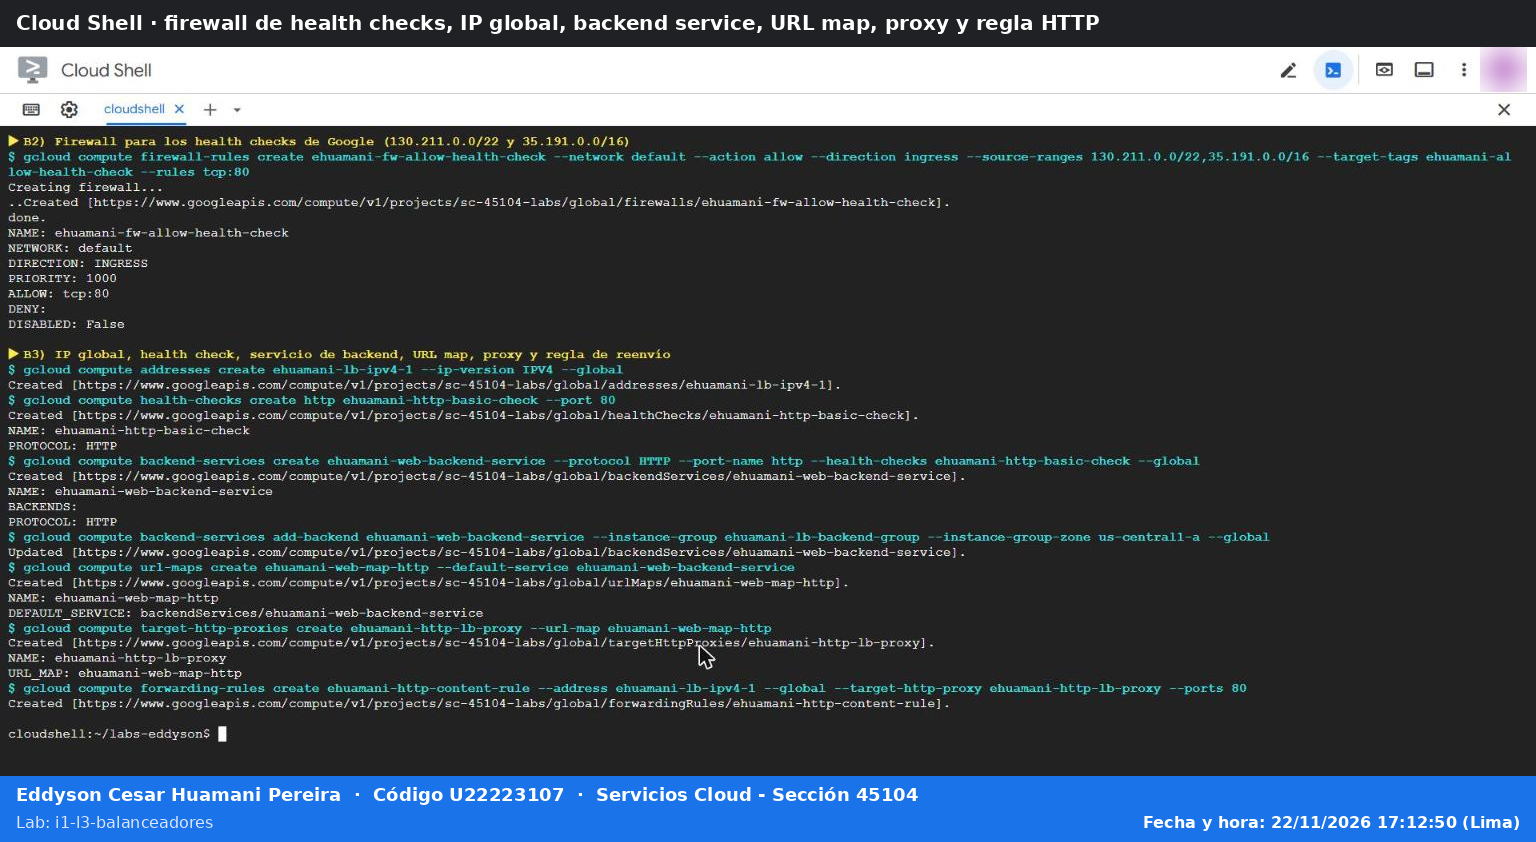 Cloud Shell · firewall de health checks, IP global, backend service, URL map, proxy y regla HTTP
Cloud Shell
cloudshell
▶ B2) Firewall para los health checks de Google (130.211.0.0/22 y 35.191.0.0/16)
$ gcloud compute firewall-rules create ehuamani-fw-allow-health-check --network default --action allow --direction ingress --source-ranges 130.211.0.0/22,35.191.0.0/16 --target-tags ehuamani-al
low-health-check --rules tcp:80
Creating firewall...
..Created [https://www.googleapis.com/compute/v1/projects/sc-45104-labs/global/firewalls/ehuamani-fw-allow-health-check].
done.
NAME: ehuamani-fw-allow-health-check
NETWORK: default
DIRECTION: INGRESS
PRIORITY: 1000
ALLOW: tcp:80
DENY:
DISABLED: False
▶ B3) IP global, health check, servicio de backend, URL map, proxy y regla de reenvío
$ gcloud compute addresses create ehuamani-lb-ipv4-1 --ip-version IPV4 --global
Created [https://www.googleapis.com/compute/v1/projects/sc-45104-labs/global/addresses/ehuamani-lb-ipv4-1].
$ gcloud compute health-checks create http ehuamani-http-basic-check --port 80
Created [https://www.googleapis.com/compute/v1/projects/sc-45104-labs/global/healthChecks/ehuamani-http-basic-check].
NAME: ehuamani-http-basic-check
PROTOCOL: HTTP
$ gcloud compute backend-services create ehuamani-web-backend-service --protocol HTTP --port-name http --health-checks ehuamani-http-basic-check --global
Created [https://www.googleapis.com/compute/v1/projects/sc-45104-labs/global/backendServices/ehuamani-web-backend-service].
NAME: ehuamani-web-backend-service
BACKENDS:
PROTOCOL: HTTP
$ gcloud compute backend-services add-backend ehuamani-web-backend-service --instance-group ehuamani-lb-backend-group --instance-group-zone us-central1-a --global
Updated [https://www.googleapis.com/compute/v1/projects/sc-45104-labs/global/backendServices/ehuamani-web-backend-service].
$ gcloud compute url-maps create ehuamani-web-map-http --default-service ehuamani-web-backend-service
Created [https://www.googleapis.com/compute/v1/projects/sc-45104-labs/global/urlMaps/ehuamani-web-map-http].
NAME: ehuamani-web-map-http
DEFAULT_SERVICE: backendServices/ehuamani-web-backend-service
$ gcloud compute target-http-proxies create ehuamani-http-lb-proxy --url-map ehuamani-web-map-http
Created [https://www.googleapis.com/compute/v1/projects/sc-45104-labs/global/targetHttpProxies/ehuamani-http-lb-proxy].
NAME: ehuamani-http-lb-proxy
URL_MAP: ehuamani-web-map-http
$ gcloud compute forwarding-rules create ehuamani-http-content-rule --address ehuamani-lb-ipv4-1 --global --target-http-proxy ehuamani-http-lb-proxy --ports 80
Created [https://www.googleapis.com/compute/v1/projects/sc-45104-labs/global/forwardingRules/ehuamani-http-content-rule].
cloudshell:~/labs-eddyson$
Eddyson Cesar Huamani Pereira · Código U22223107 · Servicios Cloud - Sección 45104
Lab: i1-l3-balanceadores
Fecha y hora: 22/11/2026 17:12:50 (Lima)